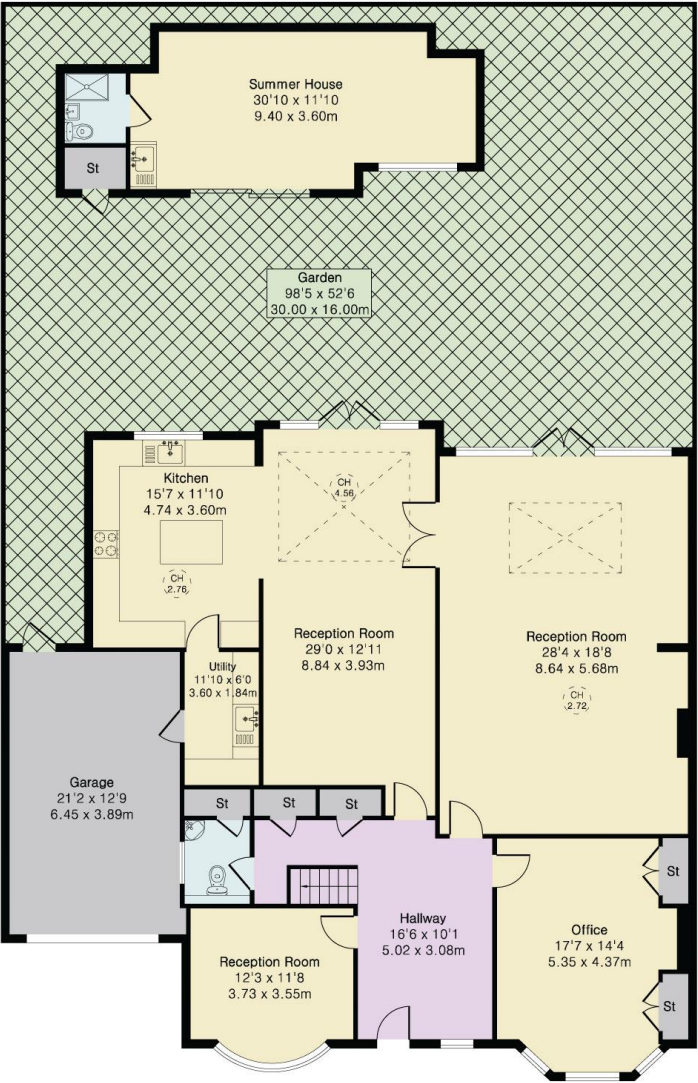 Summer House
30'10 x 11'10
9.40 x 3.60m
St
Garden
98'5 x 52'6
30.00 x 16.00m
Kitchen
15'7 x 11'10
4.74 x 3.60m
CH
2.76
CH
4.56
Reception Room
29'0 x 12'11
8.84 x 3.93m
Reception Room
28'4 x 18'8
8.64 x 5.68m
CH
2.72
Utility
11'10 x 6'0
3.60 x 1.84m
Garage
21'2 x 12'9
6.45 x 3.89m
St
St
St
St
Hallway
16'6 x 10'1
5.02 x 3.08m
Office
17'7 x 14'4
5.35 x 4.37m
Reception Room
12'3 x 11'8
3.73 x 3.55m
St